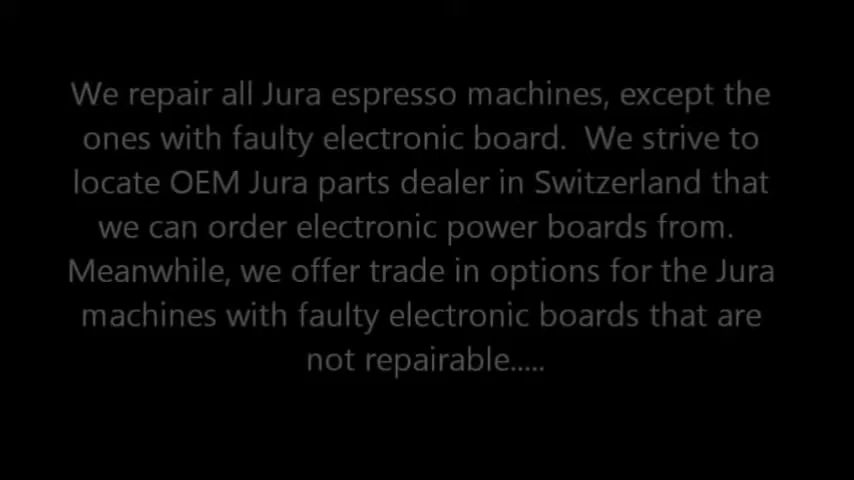 We repair all Jura espresso machines, except the
ones with faulty electronic board.  We strive to
locate OEM Jura parts dealer in Switzerland that
we can order electronic power boards from.
Meanwhile, we offer trade in options for the Jura
machines with faulty electronic boards that are
not repairable.....